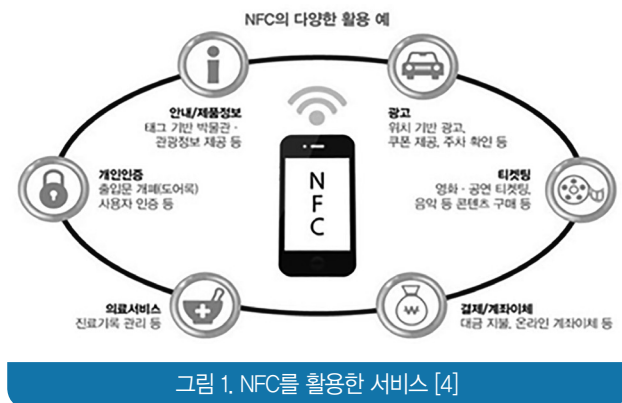 NFC의 다양한 활용 예
안내/제품정보
태그 기반 박물관·
관광정보 제공 등
광고
위치 기반 광고,
쿠폰 제공, 주차 확인 등
개인인증
출입문 개폐(도어록)
사용자 인증 등
N
F
C
티켓팅
영화·공연 티켓팅,
음악 등 콘텐츠 구매 등
의료서비스
진료기록 관리 등
₩
결제/계좌이체
대금 지불, 온라인 계좌이체 등
그림 1. NFC를 활용한 서비스 [4]